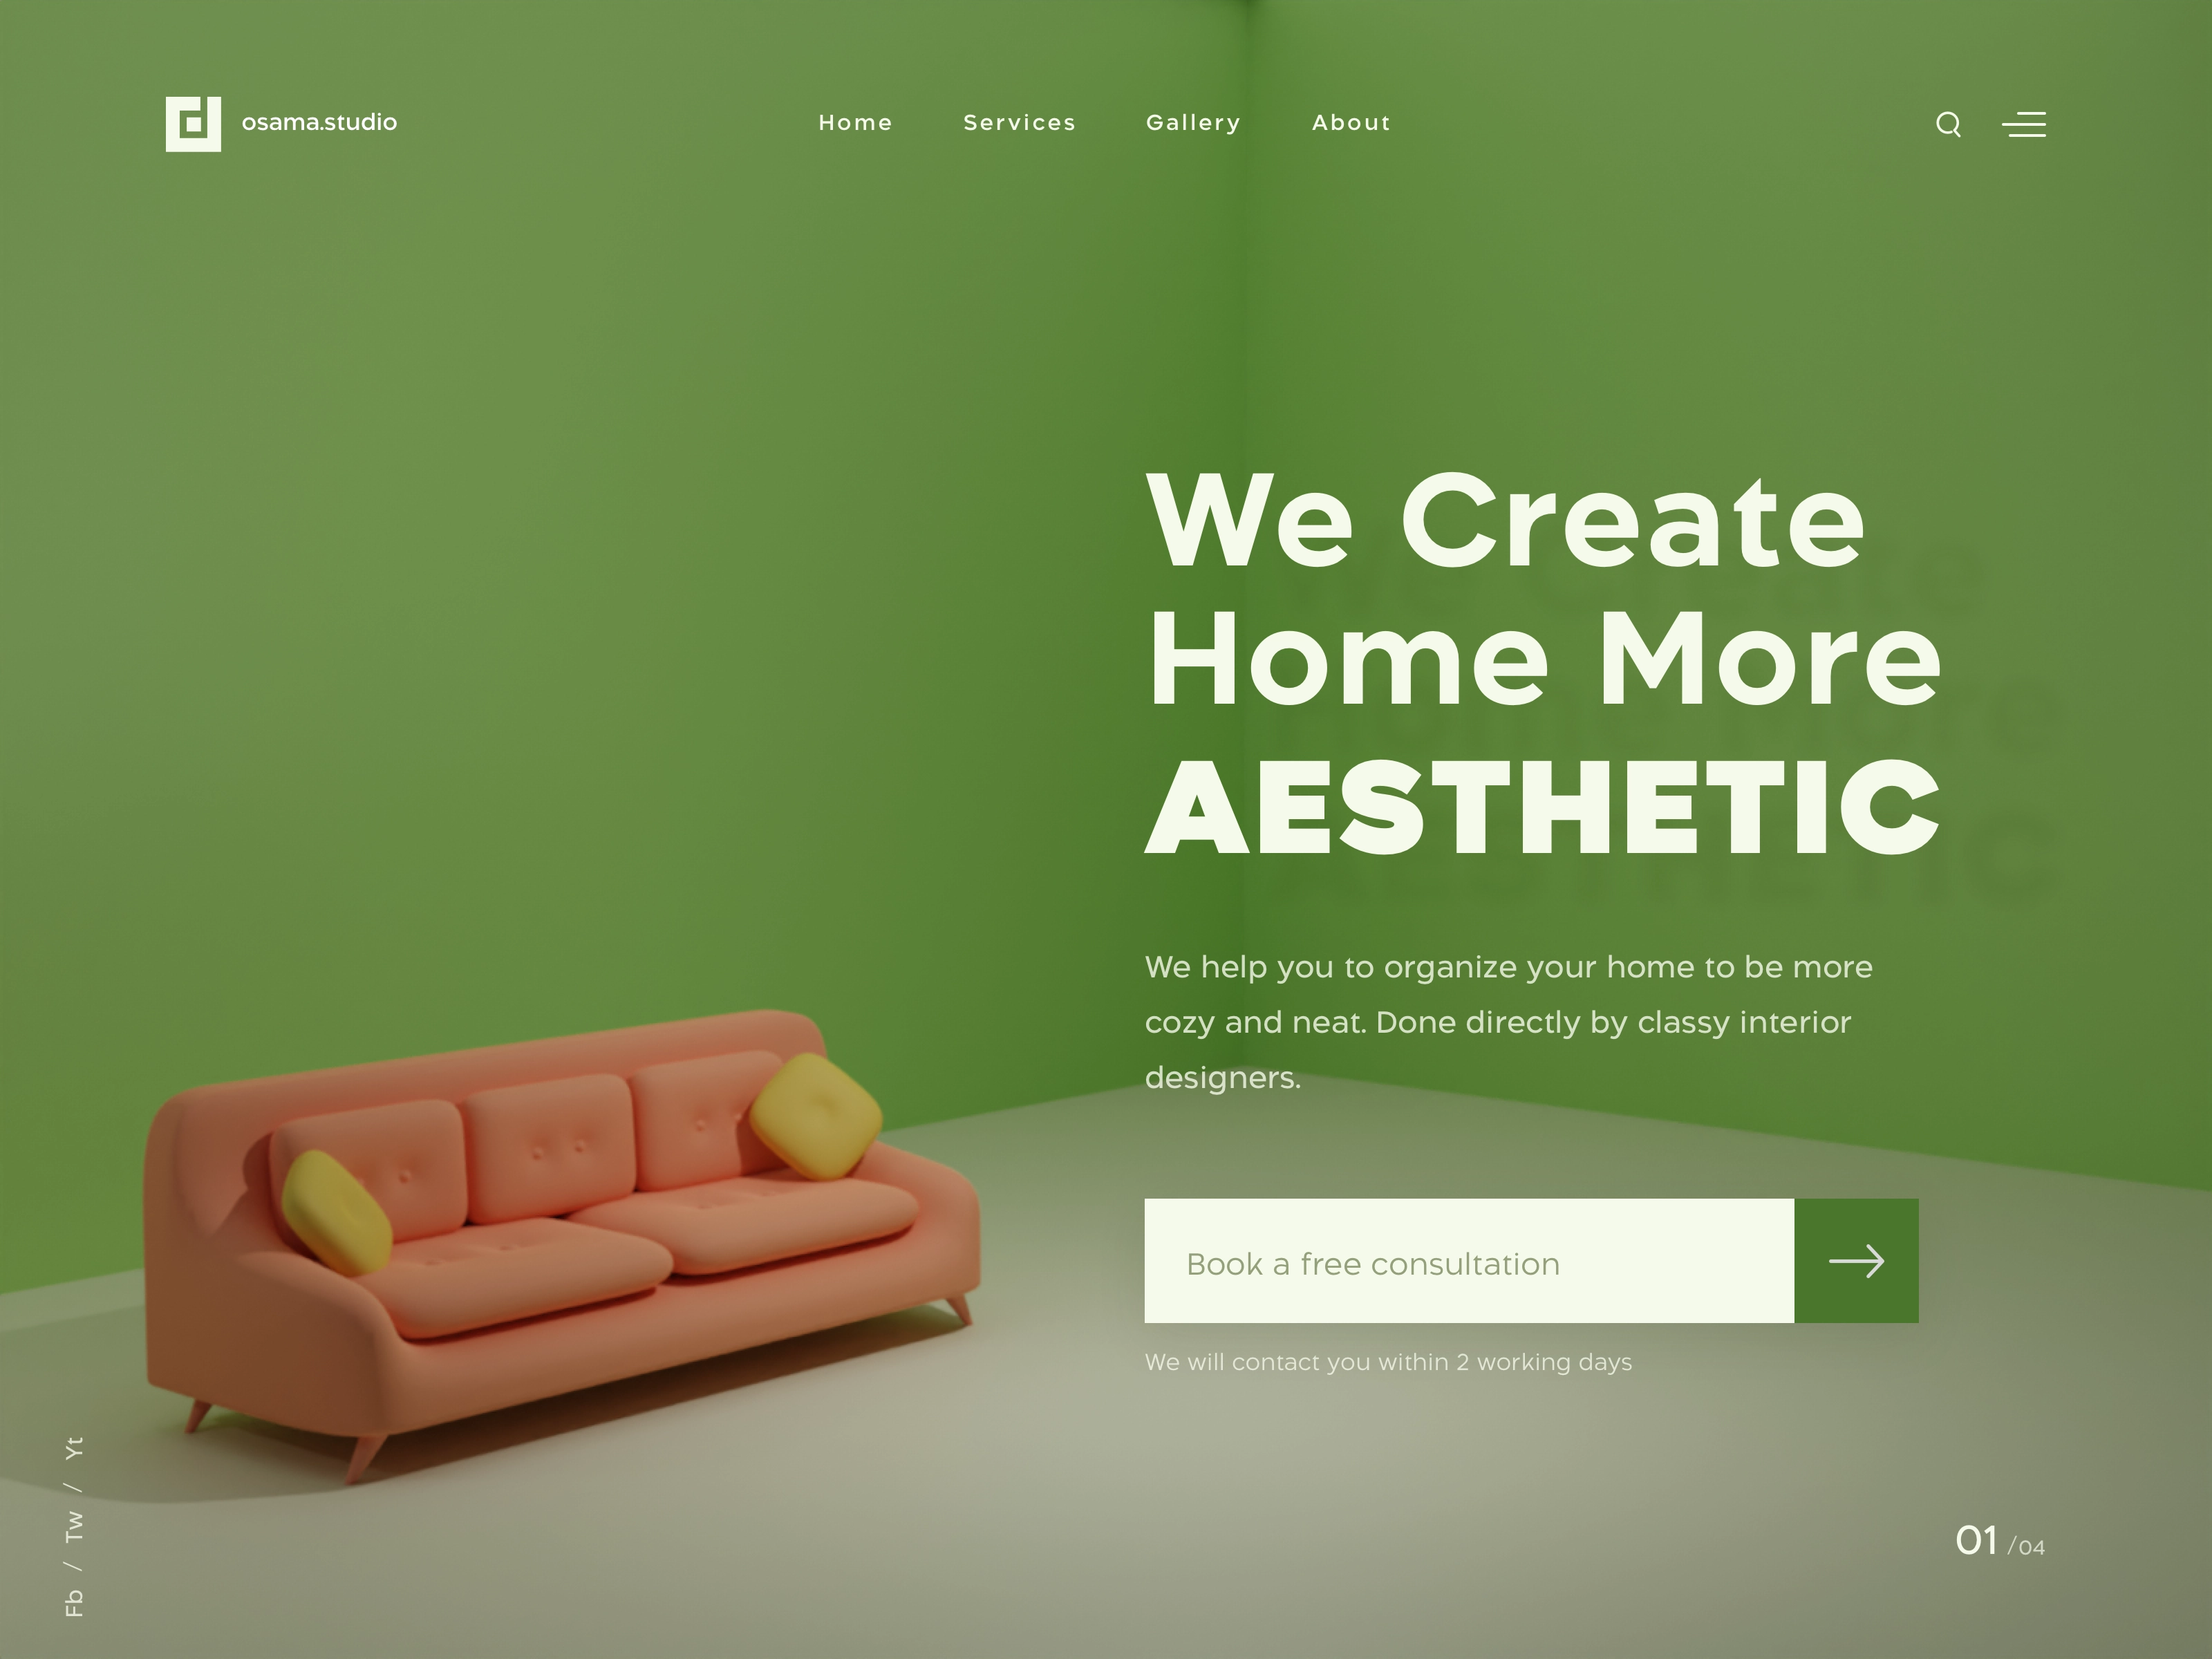 osama.studio
Home Services Gallery About
We Create
Home More
AESTHETIC
We help you to organize your home to be more
cozy and neat. Done directly by classy interior
designers.
Book a free consultation
We will contact you within 2 working days
Fb / Tw / Yt
01 /04